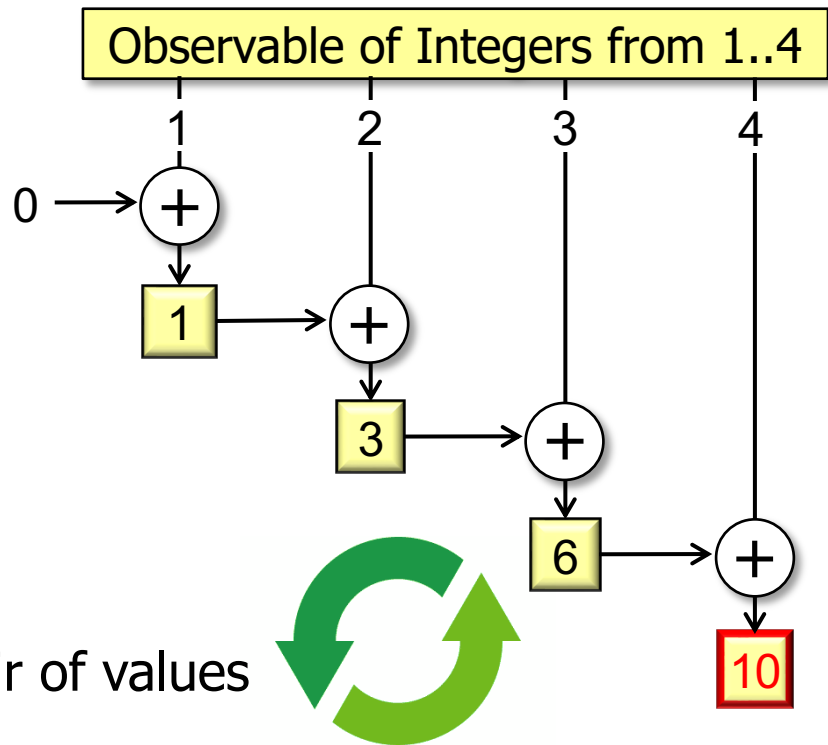 Observable of Integers from 1..4
1 2 3 4
0 +
1 +
3 +
6 +
of values
10